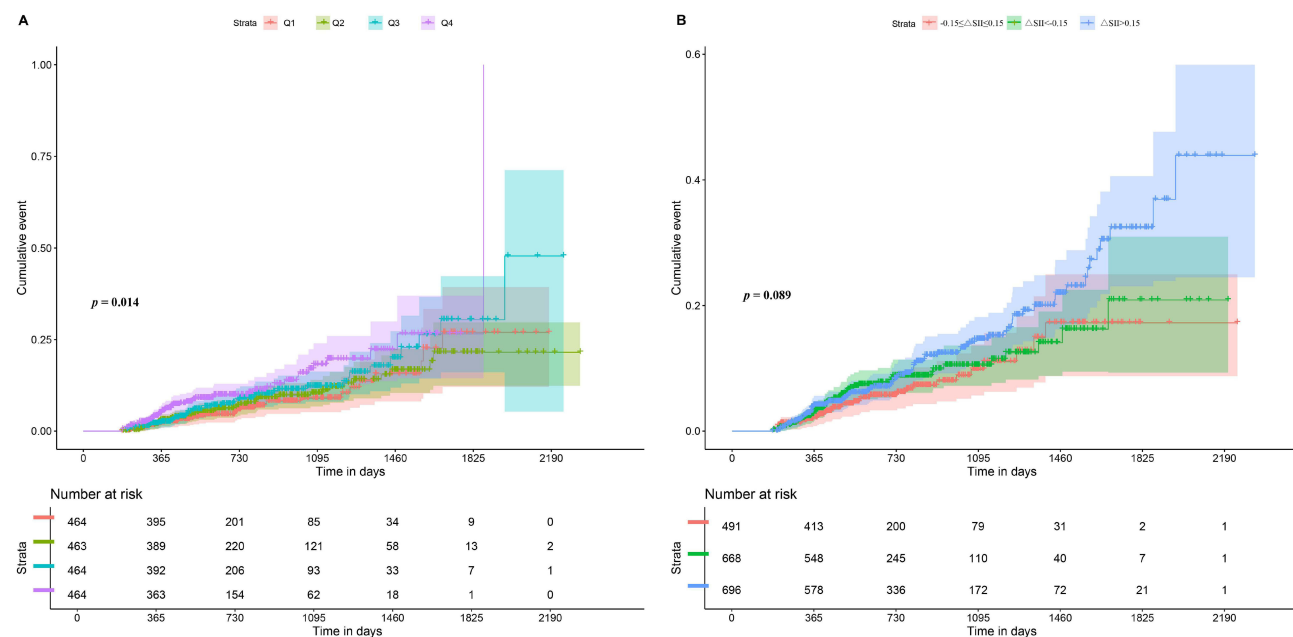 A
Strata Q1 Q2 Q3 Q4
1.00
0.75
0.50
0.25
0.00
Cumulative event
p = 0.014
0 365 730 1095 1460 1825 2190
Time in days
Number at risk
Strata
464 395 201 85 34 9 0
463 389 220 121 58 13 2
464 392 206 93 33 7 1
464 363 154 62 18 1 0
0 365 730 1095 1460 1825 2190
Time in days
B
Strata -0.15≤△SII≤0.15 △SII<-0.15 △SII>0.15
0.6
0.4
0.2
0.0
Cumulative event
p = 0.089
0 365 730 1095 1460 1825 2190
Time in days
Number at risk
Strata
491 413 200 79 31 2 1
668 548 245 110 40 7 1
696 578 336 172 72 21 1
0 365 730 1095 1460 1825 2190
Time in days